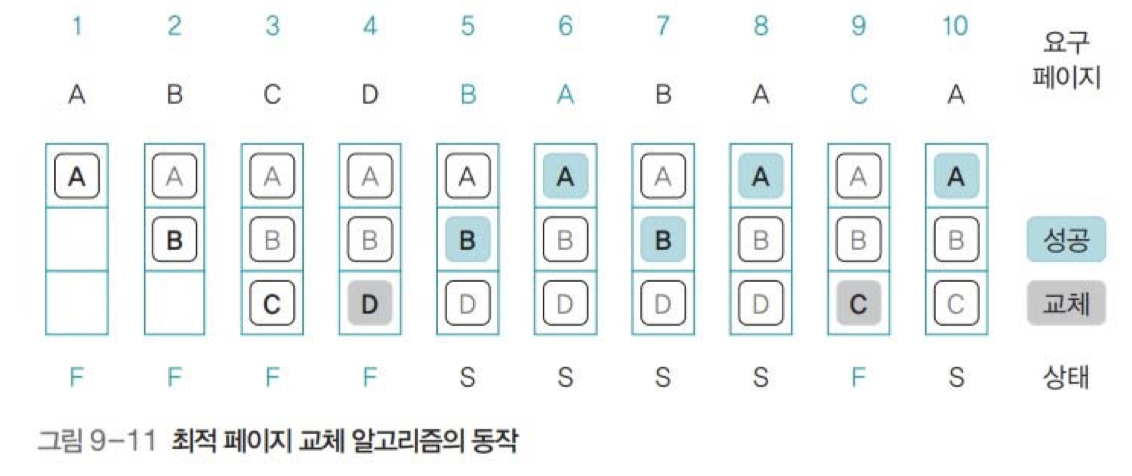 1 2 3 4 5 6 7 8 9 10 요구
A B C D B A B A C A 페이지
A A A A A A A A A A
B B B B B B B B B 성공
C D D D D D C C 교체
F F F F S S S S F S 상태
그림 9-11 최적 페이지 교체 알고리즘의 동작